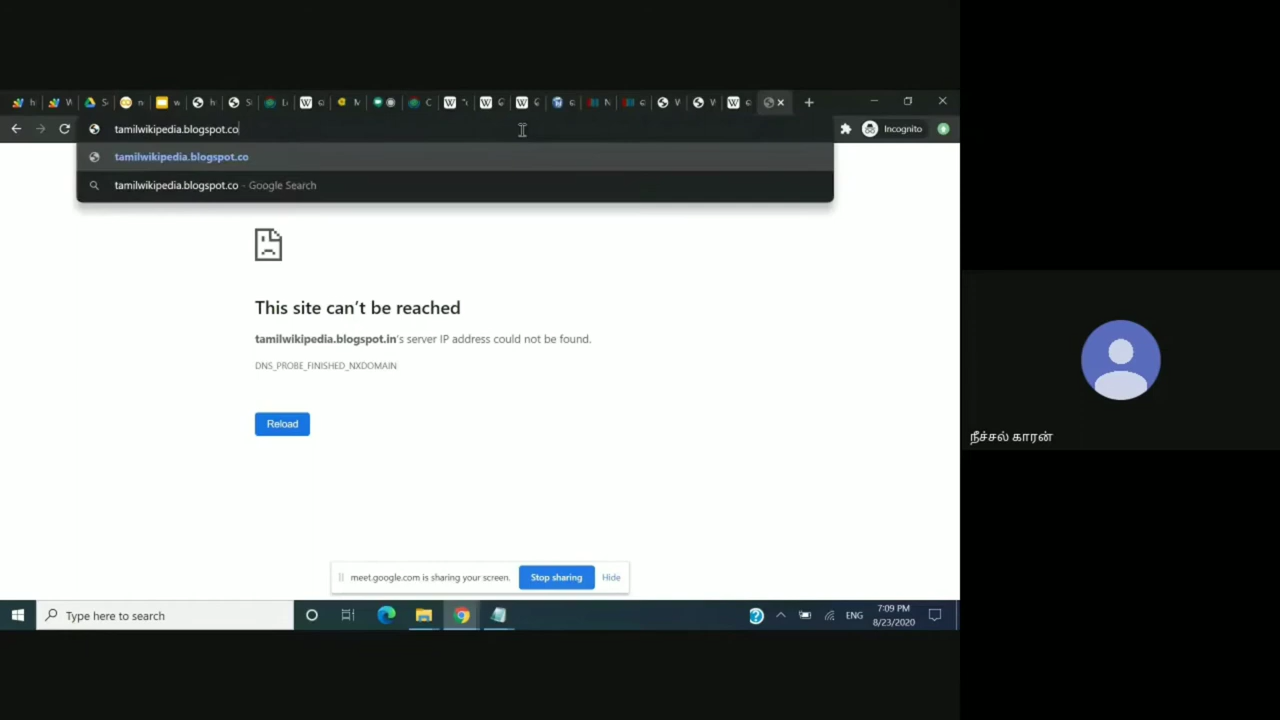 tamilwikipedia.blogspot.co
Incognito
tamilwikipedia.blogspot.co
tamilwikipedia.blogspot.co - Google Search
This site can't be reached
tamilwikipedia.blogspot.in's server IP address could not be found.
DNS_PROBE_FINISHED_NXDOMAIN
Reload
நீச்சல் காரன்
meet.google.com is sharing your screen. Stop sharing Hide
Type here to search
ENG
7:09 PM
8/23/2020